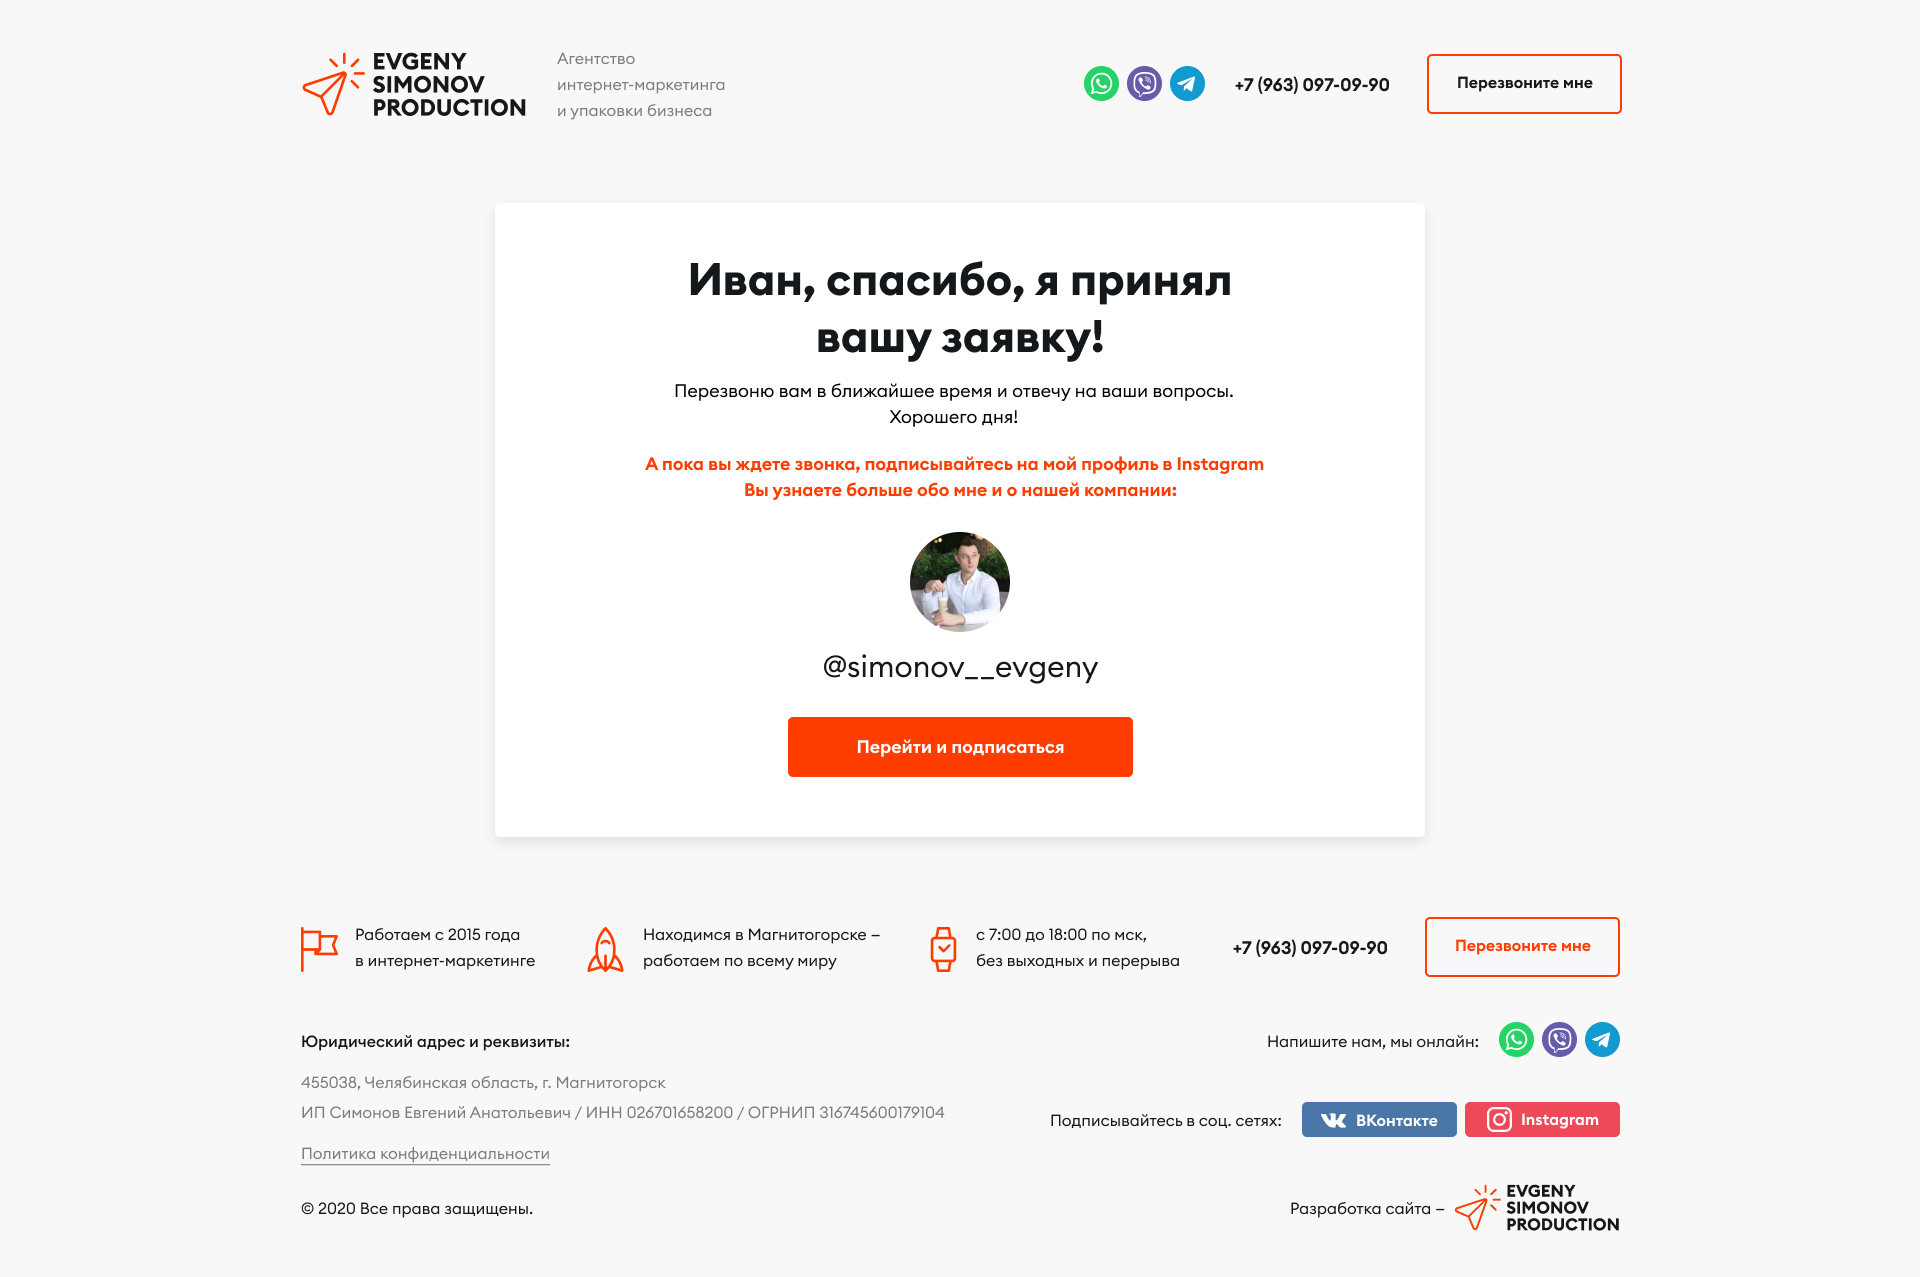 EVGENY
SIMONOV
PRODUCTION
Агентство
интернет-маркетинга
и упаковки бизнеса
+7 (963) 097-09-90
Перезвоните мне
Иван, спасибо, я принял
вашу заявку!
Перезвоню вам в ближайшее время и отвечу на ваши вопросы.
Хорошего дня!
А пока вы ждете звонка, подписывайтесь на мой профиль в Instagram
Вы узнаете больше обо мне и о нашей компании:
@simonov__evgeny
Перейти и подписаться
Работаем с 2015 года
в интернет-маркетинге
Находимся в Магнитогорске –
работаем по всему миру
с 7:00 до 18:00 по мск,
без выходных и перерыва
+7 (963) 097-09-90
Перезвоните мне
Юридический адрес и реквизиты:
455038, Челябинская область, г. Магнитогорск
ИП Симонов Евгений Анатольевич / ИНН 026701658200 / ОГРНИП 316745600179104
Политика конфиденциальности
© 2020 Все права защищены.
Напишите нам, мы онлайн:
Подписывайтесь в соц. сетях:
ВКонтакте
Instagram
Разработка сайта –
EVGENY
SIMONOV
PRODUCTION